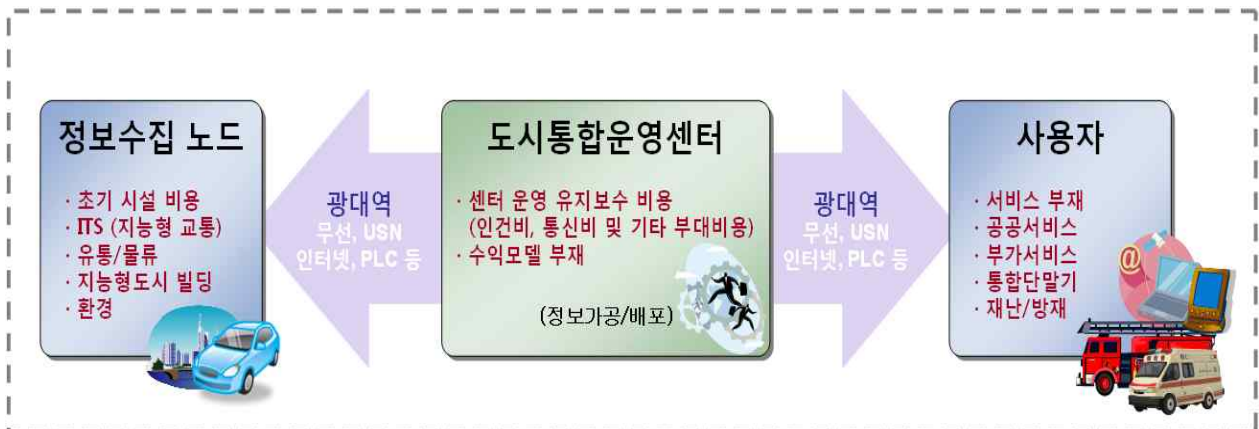 정보수집 노드
· 초기 시설 비용
· ITS (지능형 교통)
· 유통/물류
· 지능형도시 빌딩
· 환경
광대역
무선, USN
인터넷, PLC 등
도시통합운영센터
· 센터 운영 유지보수 비용
(인건비, 통신비 및 기타 부대비용)
· 수익모델 부재
(정보가공/배포)
광대역
무선, USN
인터넷, PLC 등
사용자
· 서비스 부재
· 공공서비스
· 부가서비스
· 통합단말기
· 재난/방재
@